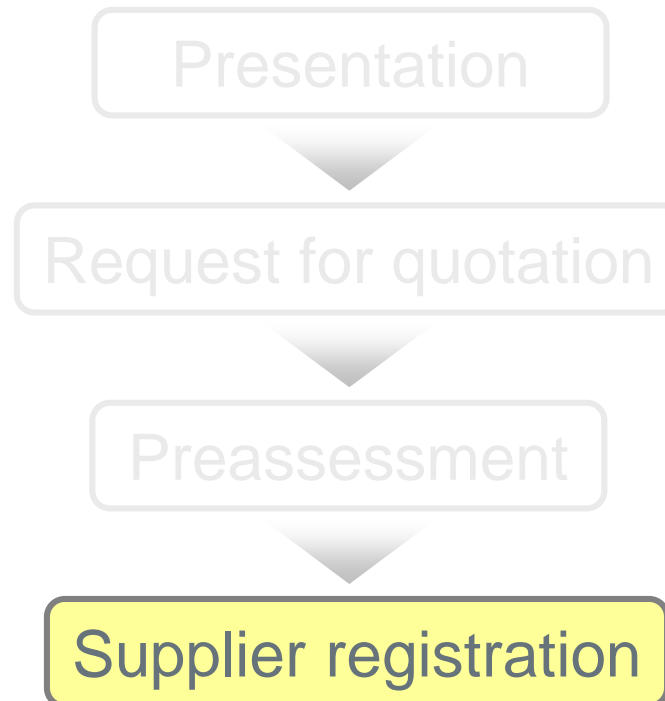 Presentation
Request for quotation
Preassessment
Supplier registration